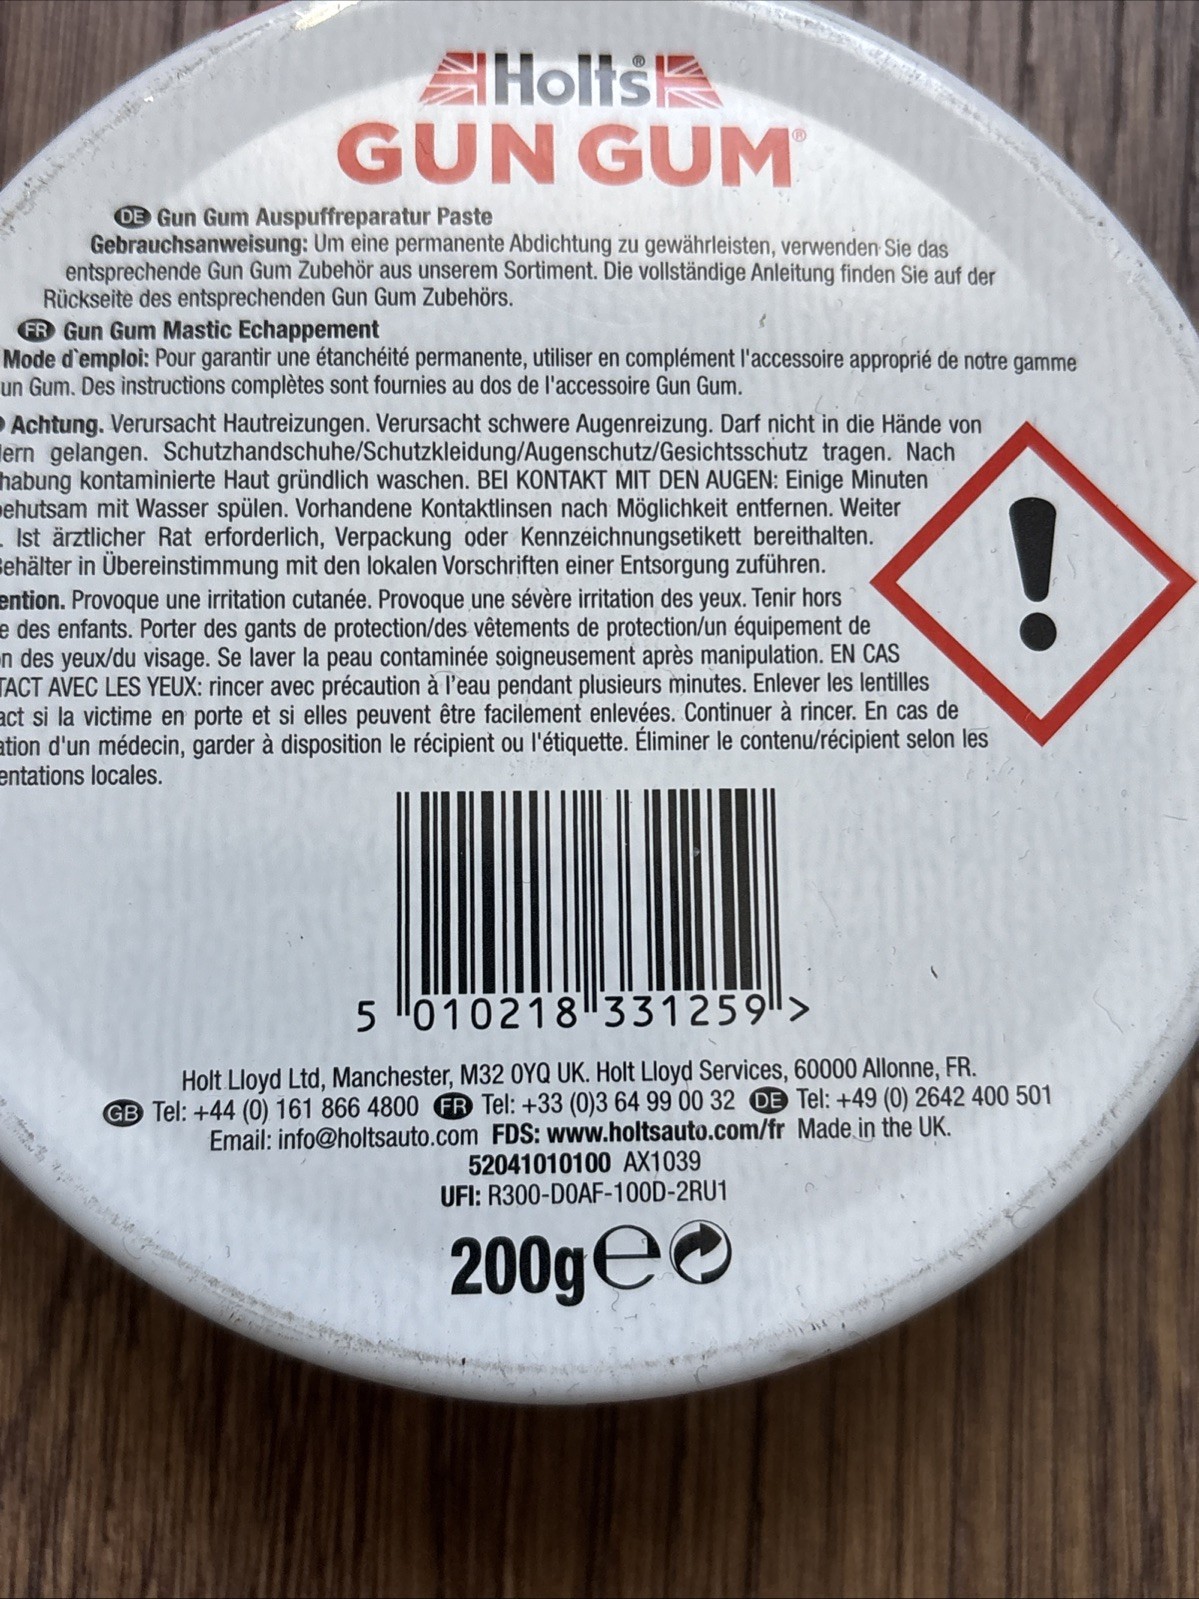 Holts®
GUN GUM®
DE Gun Gum Auspuffreparatur Paste
Gebrauchsanweisung: Um eine permanente Abdichtung zu gewährleisten, verwenden Sie das
entsprechende Gun Gum Zubehör aus unserem Sortiment. Die vollständige Anleitung finden Sie auf der
Rückseite des entsprechenden Gun Gum Zubehörs.
FR Gun Gum Mastic Echappement
Mode d`emploi: Pour garantir une étanchéité permanente, utiliser en complément l'accessoire approprié de notre gamme
un Gum. Des instructions complètes sont fournies au dos de l'accessoire Gun Gum.
Achtung. Verursacht Hautreizungen. Verursacht schwere Augenreizung. Darf nicht in die Hände von
ern gelangen. Schutzhandschuhe/Schutzkleidung/Augenschutz/Gesichtsschutz tragen. Nach
habung kontaminierte Haut gründlich waschen. BEI KONTAKT MIT DEN AUGEN: Einige Minuten
ehutsam mit Wasser spülen. Vorhandene Kontaktlinsen nach Möglichkeit entfernen. Weiter
. Ist ärztlicher Rat erforderlich, Verpackung oder Kennzeichnungsetikett bereithalten.
ehälter in Übereinstimmung mit den lokalen Vorschriften einer Entsorgung zuführen.
ention. Provoque une irritation cutanée. Provoque une sévère irritation des yeux. Tenir hors
e des enfants. Porter des gants de protection/des vêtements de protection/un équipement de
n des yeux/du visage. Se laver la peau contaminée soigneusement après manipulation. EN CAS
TACT AVEC LES YEUX: rincer avec précaution à l'eau pendant plusieurs minutes. Enlever les lentilles
act si la victime en porte et si elles peuvent être facilement enlevées. Continuer à rincer. En cas de
ation d'un médecin, garder à disposition le récipient ou l'étiquette. Éliminer le contenu/récipient selon les
entations locales.
5 010218 331259 >
Holt Lloyd Ltd, Manchester, M32 0YQ UK. Holt Lloyd Services, 60000 Allonne, FR.
GB Tel: +44 (0) 161 866 4800 FR Tel: +33 (0)3 64 99 00 32 DE Tel: +49 (0) 2642 400 501
Email: info@holtsauto.com FDS: www.holtsauto.com/fr Made in the UK.
52041010100 AX1039
UFI: R300-D0AF-100D-2RU1
200g e